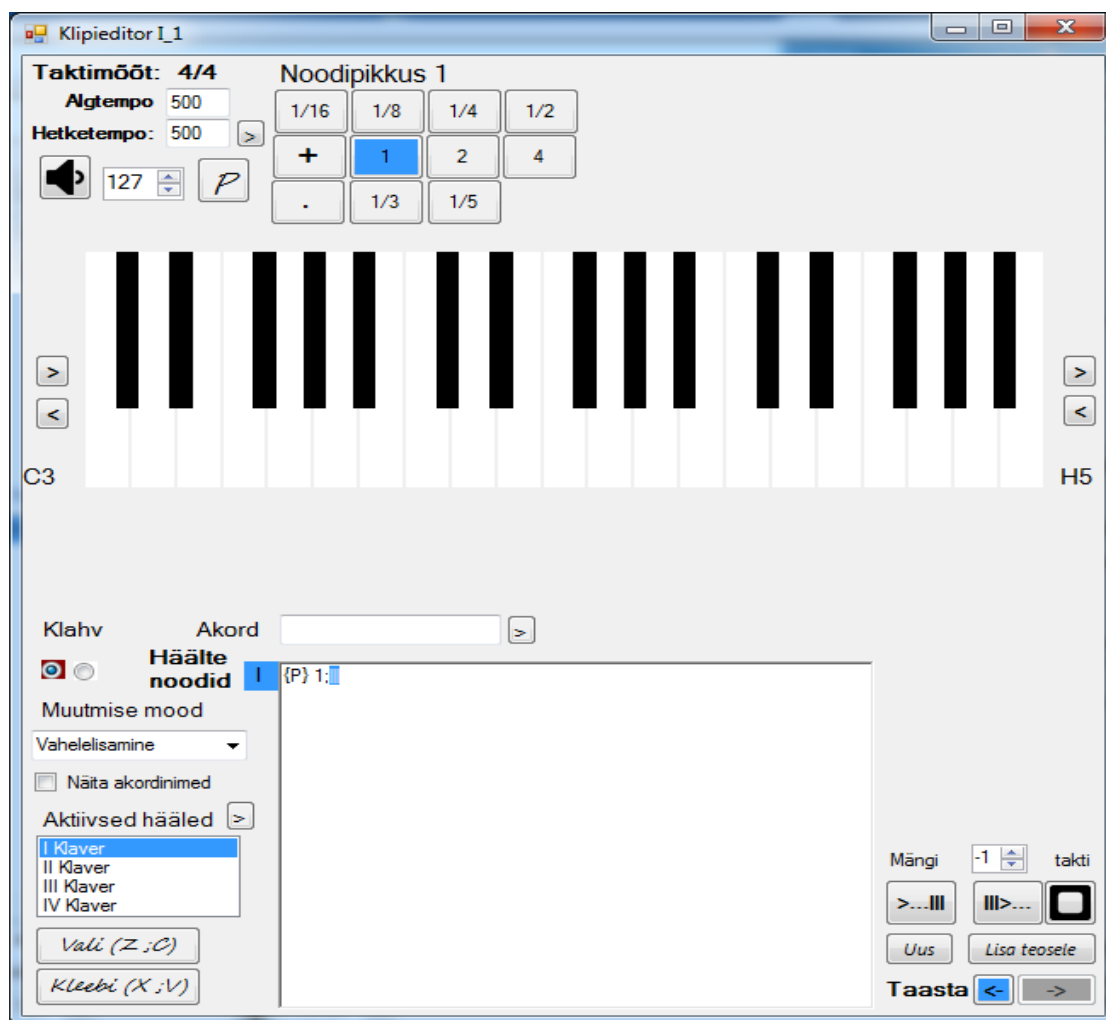 Klipieditor I_1
Taktimõõt: 4/4
Noodipikkus 1
Algtempo 500
1/16 1/8 1/4 1/2
Hetketempo: 500 >
+ 1 2 4
127 P
. 1/3 1/5
> >
< <
C3 H5
Klahv Akord >
Häälte noodid I
{P} 1;|||
Muutmise mood
Vahelelisamine
Näita akordinimed
Aktiivsed hääled >
I Klaver
II Klaver
III Klaver
IV Klaver
Mängi -1 takti
>...III III>...
Vali (Z ;C)
Uus Lisa teosele
Kleebi (X ;V)
Taasta <- ->